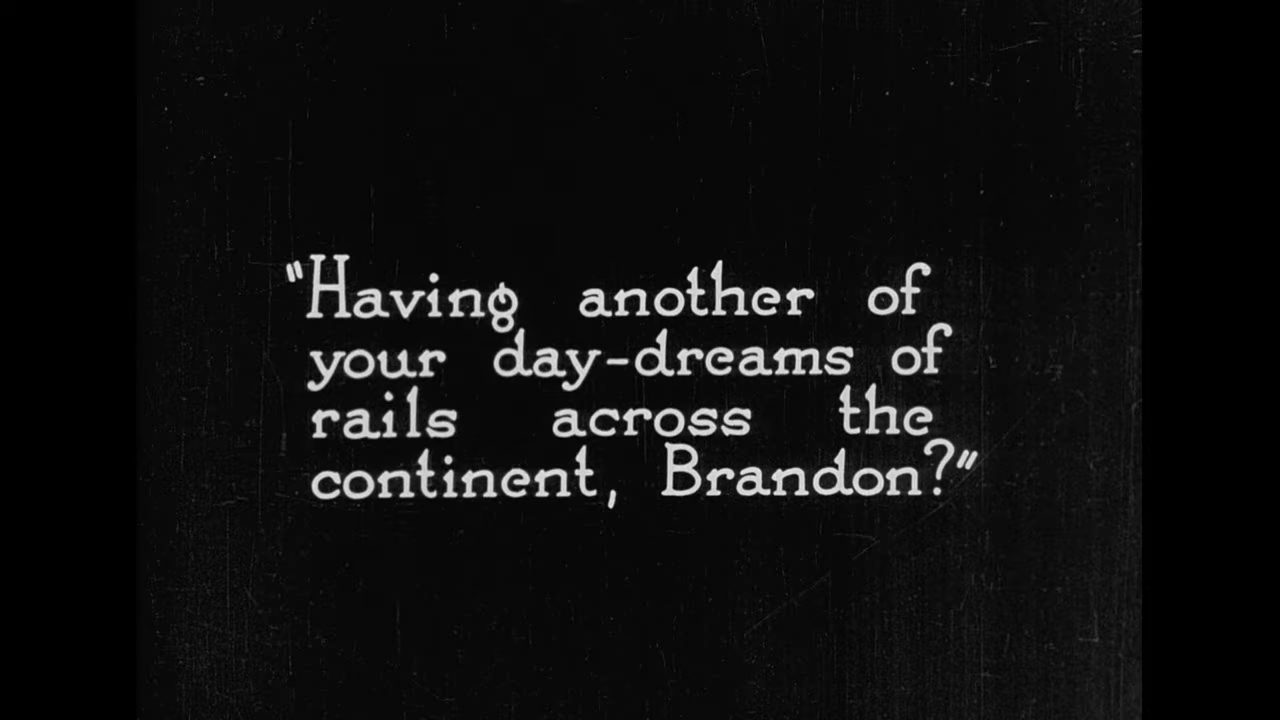 "Having another of
your day-dreams of
rails across the
continent, Brandon?"